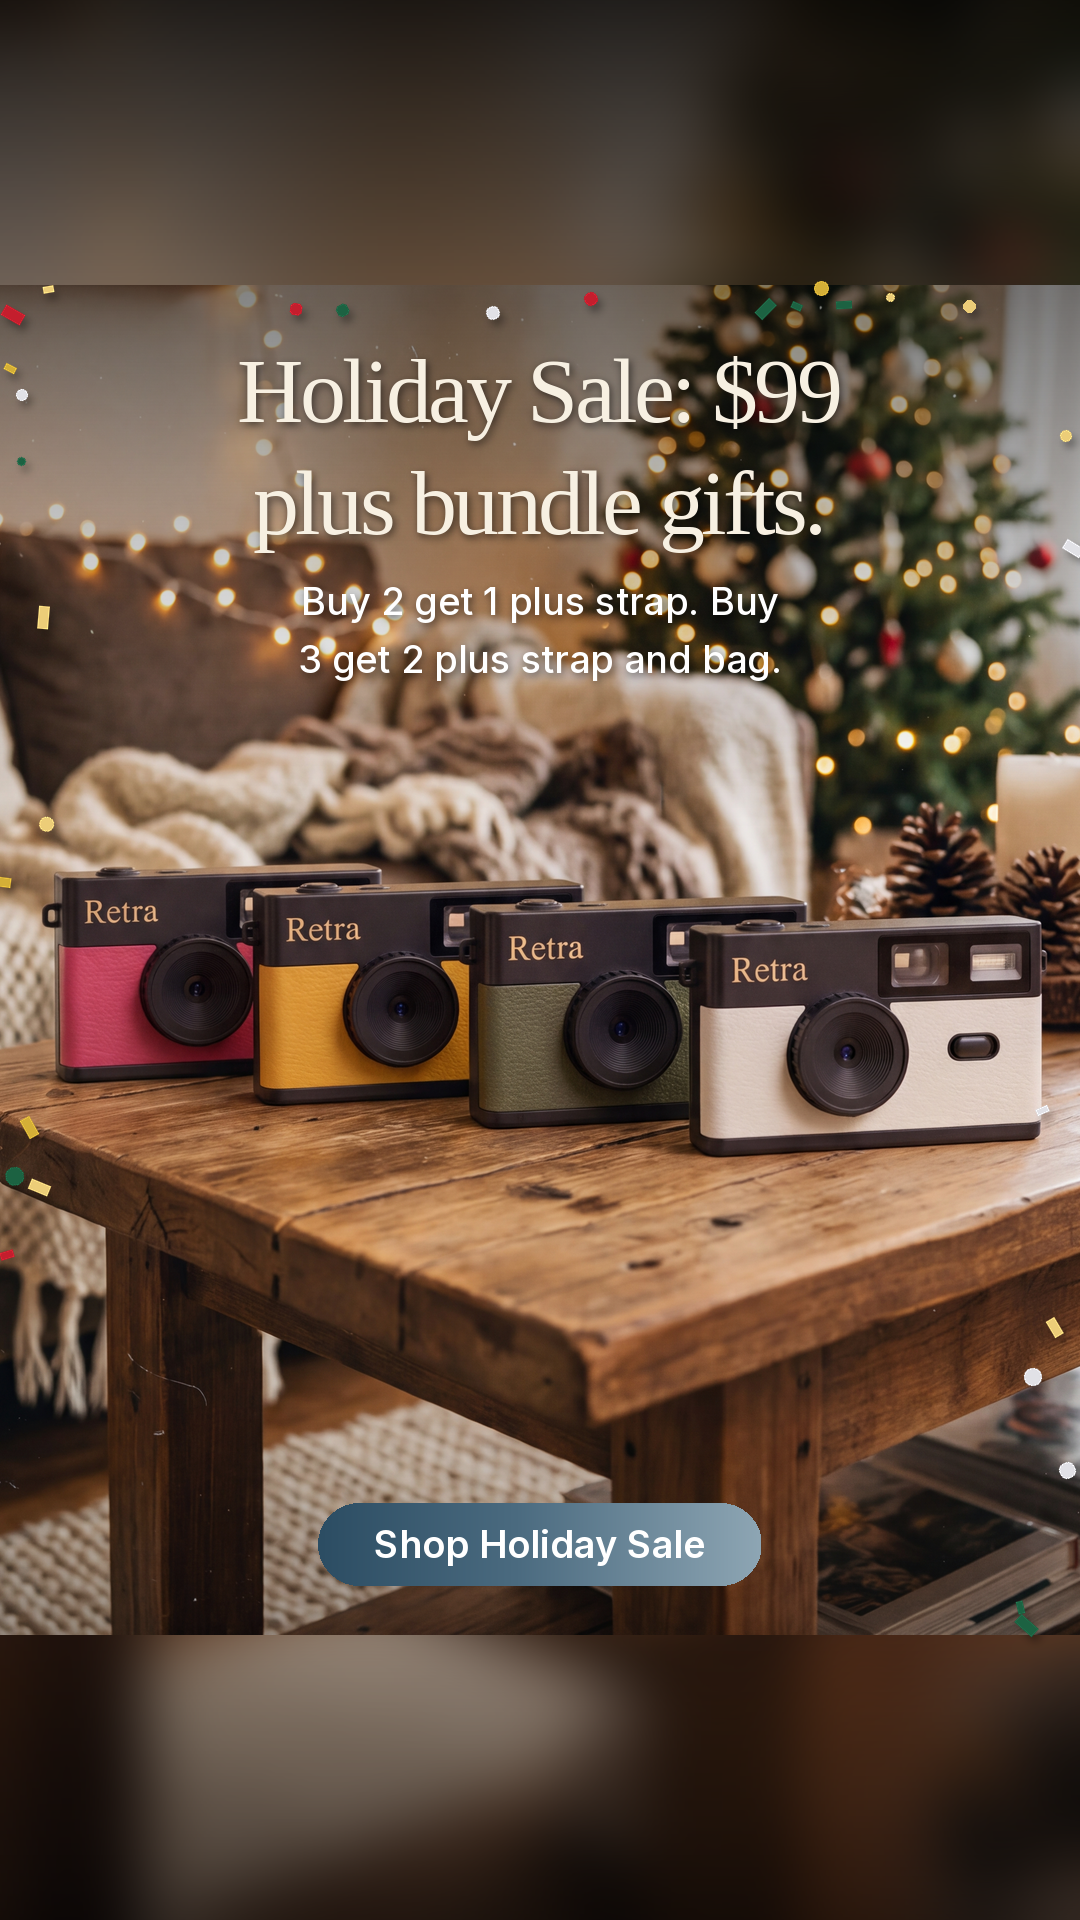 Holiday Sale: $99
plus bundle gifts.
Buy 2 get 1 plus strap. Buy
3 get 2 plus strap and bag.
Retra
Retra
Retra
Retra
Shop Holiday Sale